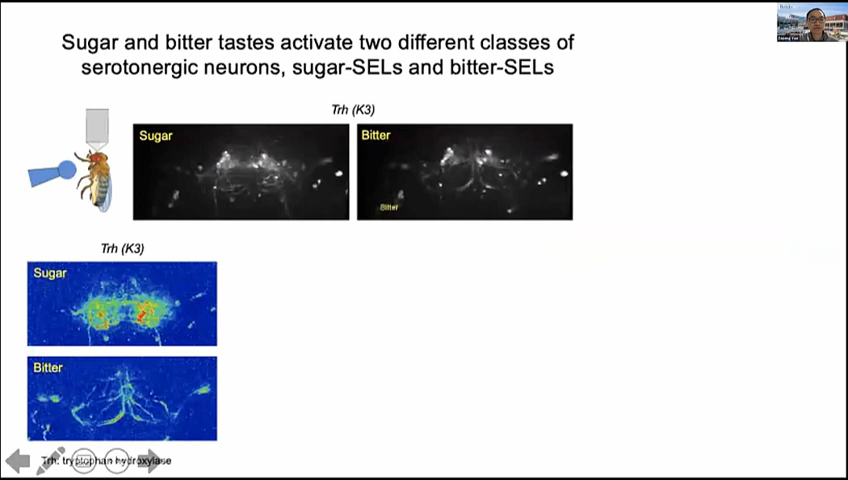 Sugar and bitter tastes activate two different classes of
serotonergic neurons, sugar-SELs and bitter-SELs
Trh (K3)
Sugar
Bitter
Bitter
Trh (K3)
Sugar
Bitter
Trh: tryptophan hydroxylase